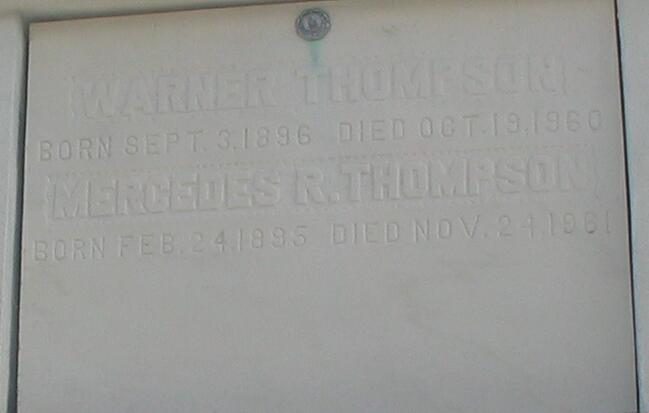 WARNER THOMPSON
BORN SEPT. 3, 1896 DIED OCT. 19, 1960
MERCEDES R. THOMPSON
BORN FEB. 24, 1895 DIED NOV. 24, 1961